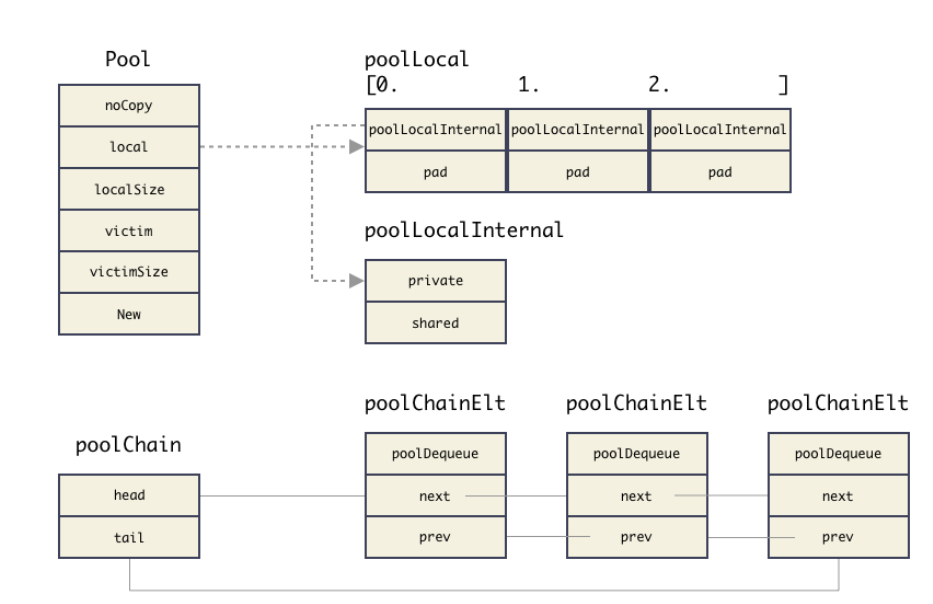 Pool
noCopy
local
localSize
victim
victimSize
New
poolLocal
[0. 1. 2. ]
poolLocalInternal poolLocalInternal poolLocalInternal
pad pad pad
poolLocalInternal
private
shared
poolChain
head
tail
poolChainElt poolChainElt poolChainElt
poolDequeue poolDequeue poolDequeue
next next next
prev prev prev